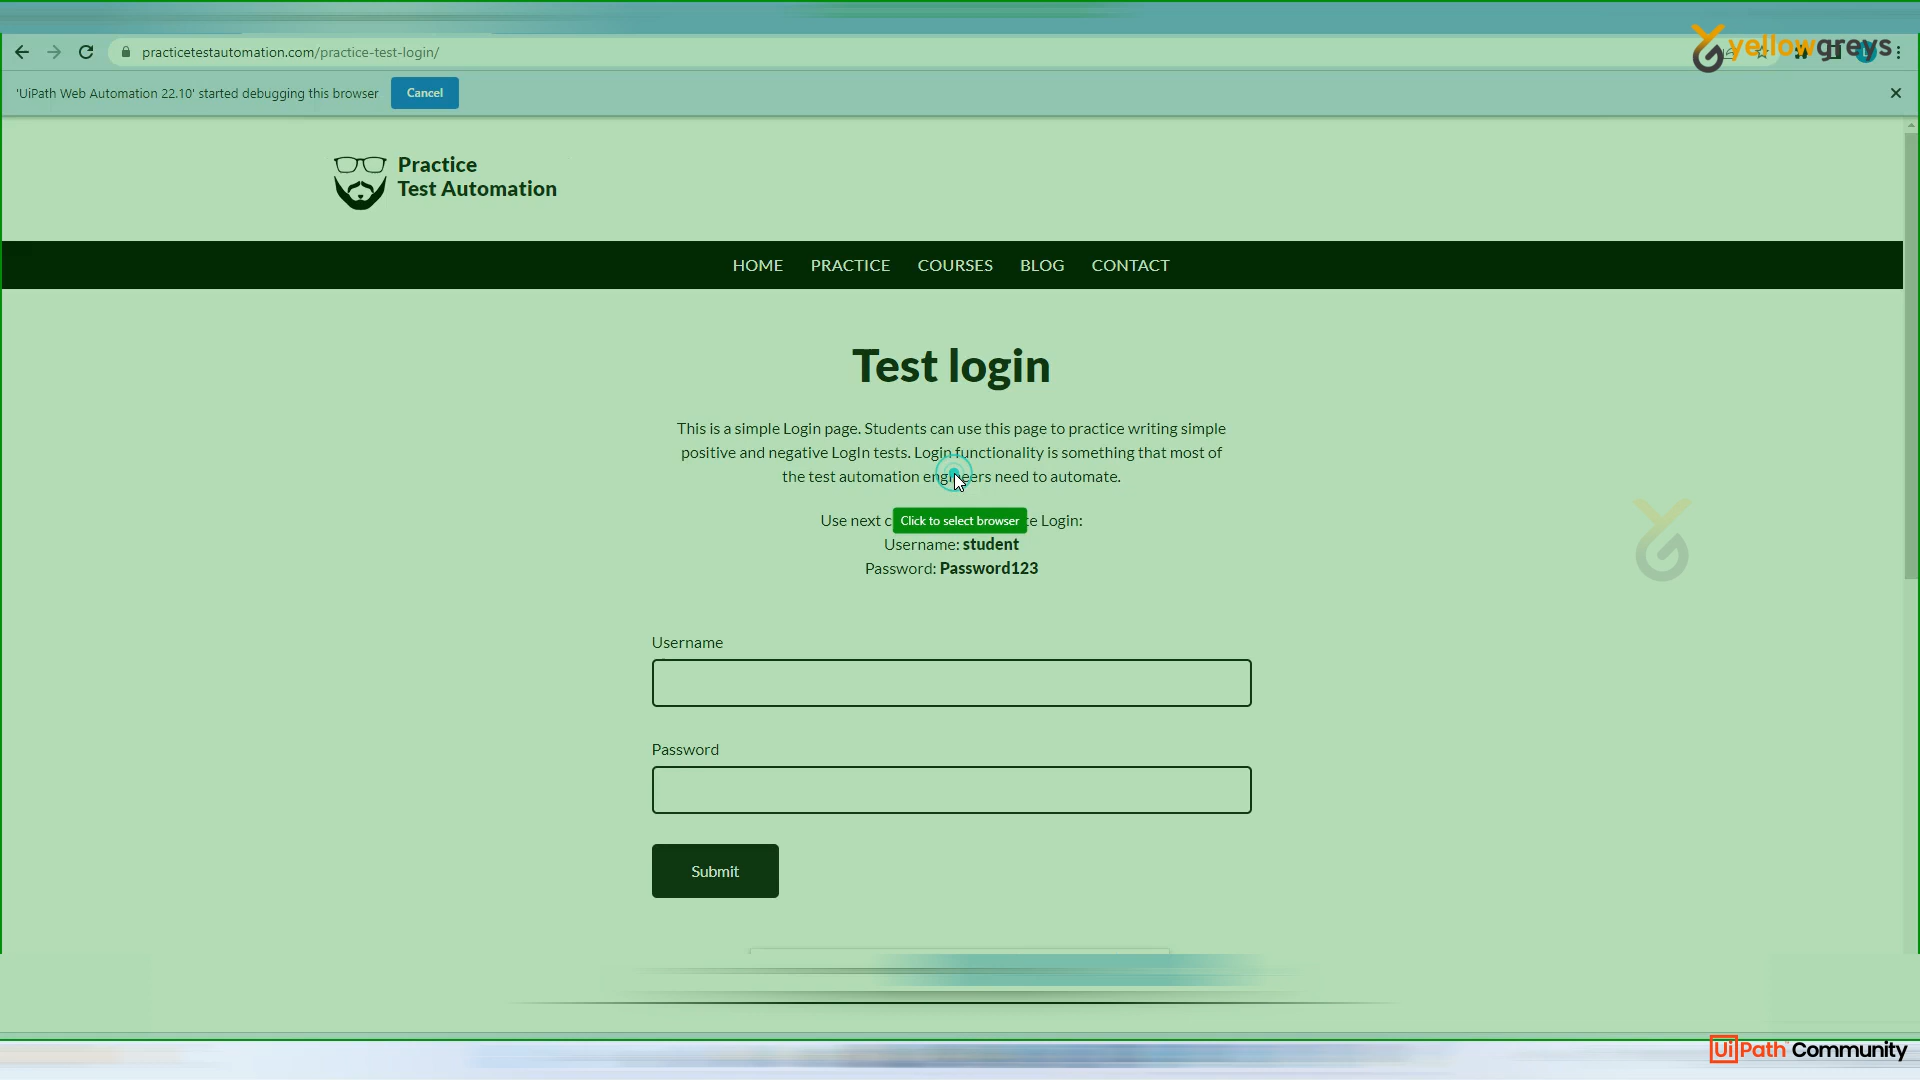 yellowgreys
practicetestautomation.com/practice-test-login/
'UiPath Web Automation 22.10' started debugging this browser
Cancel
Practice
Test Automation
HOME
PRACTICE
COURSES
BLOG
CONTACT
Test login
This is a simple Login page. Students can use this page to practice writing simple
positive and negative LogIn tests. Login functionality is something that most of
the test automation engineers need to automate.
Use next c Click to select browser te Login:
Username: student
Password: Password123
Username
Password
Submit
UiPath Community